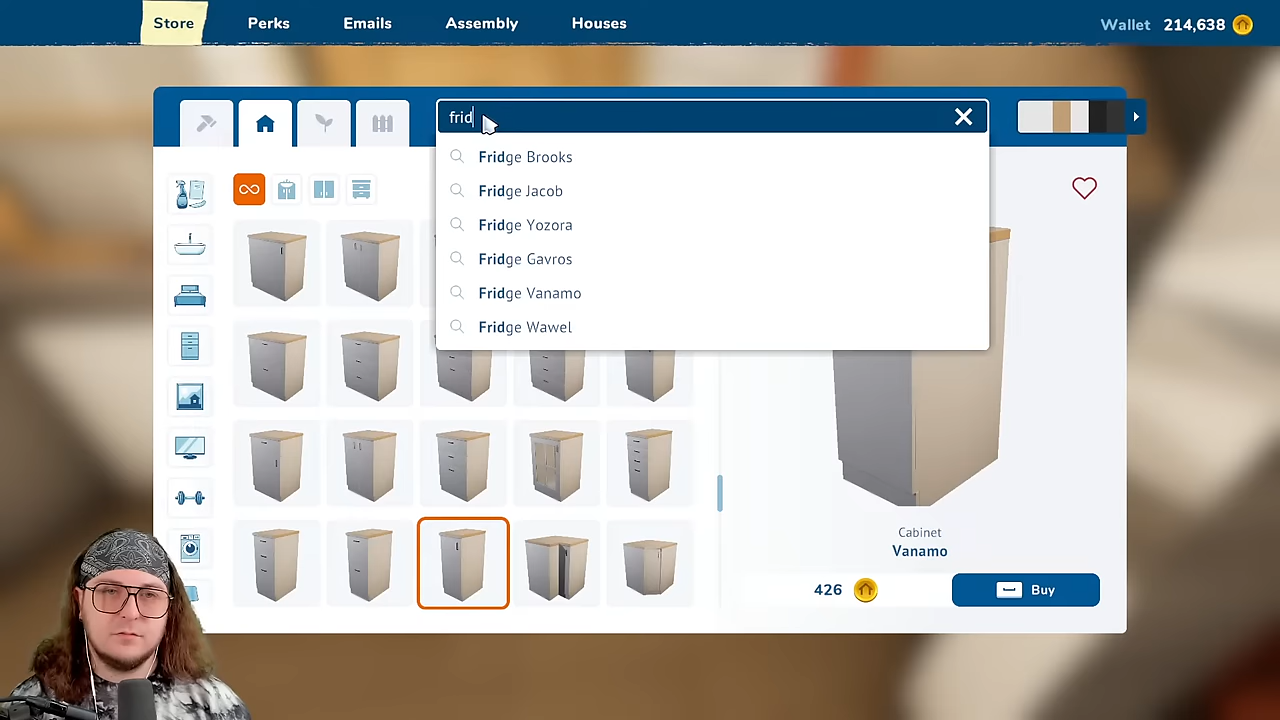 Store Perks Emails Assembly Houses Wallet 214,638
frid
Fridge Brooks
Fridge Jacob
Fridge Yozora
Fridge Gavros
Fridge Vanamo
Fridge Wawel
Cabinet
Vanamo
426 Buy